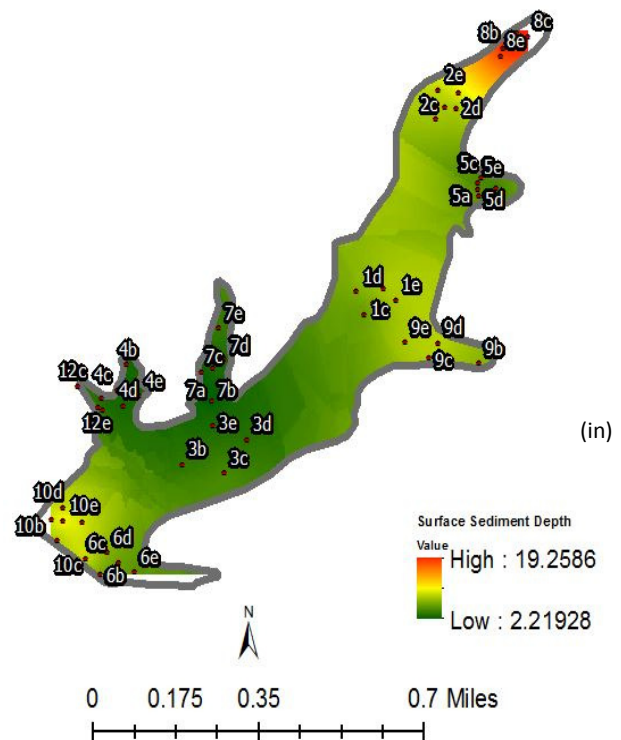 8b 8c
8e
2e
2c 2d
5c 5e
5a 5d
1d 1e
1c
9e 9d
9c 9b
7e
7c 7d
7a 7b
12c 4c 4b
4d 4e
12e
3e 3d
3b 3c
10d
10e
10b
6c 6d
10c 6b 6e
(in)
Surface Sediment Depth
Value
High : 19.2586
Low : 2.21928
N
0 0.175 0.35 0.7 Miles